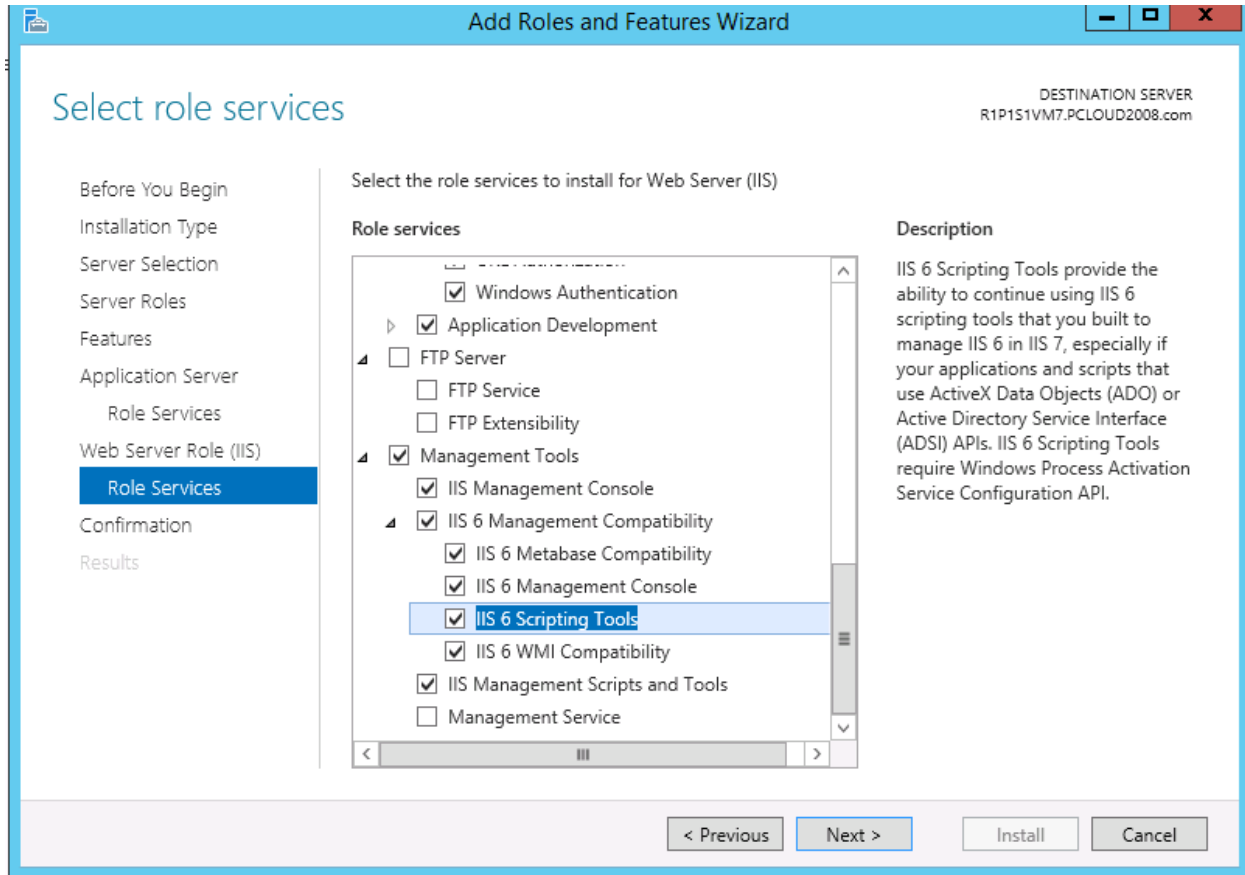 Add Roles and Features Wizard
Select role services
DESTINATION SERVER
R1P1S1VM7.PCLOUD2008.com
Before You Begin
Installation Type
Server Selection
Server Roles
Features
Application Server
Role Services
Web Server Role (IIS)
Role Services
Confirmation
Results
Select the role services to install for Web Server (IIS)
Role services
Windows Authentication
Application Development
FTP Server
FTP Service
FTP Extensibility
Management Tools
IIS Management Console
IIS 6 Management Compatibility
IIS 6 Metabase Compatibility
IIS 6 Management Console
IIS 6 Scripting Tools
IIS 6 WMI Compatibility
IIS Management Scripts and Tools
Management Service
Description
IIS 6 Scripting Tools provide the
ability to continue using IIS 6
scripting tools that you built to
manage IIS 6 in IIS 7, especially if
your applications and scripts that
use ActiveX Data Objects (ADO) or
Active Directory Service Interface
(ADSI) APIs. IIS 6 Scripting Tools
require Windows Process Activation
Service Configuration API.
< Previous
Next >
Install
Cancel